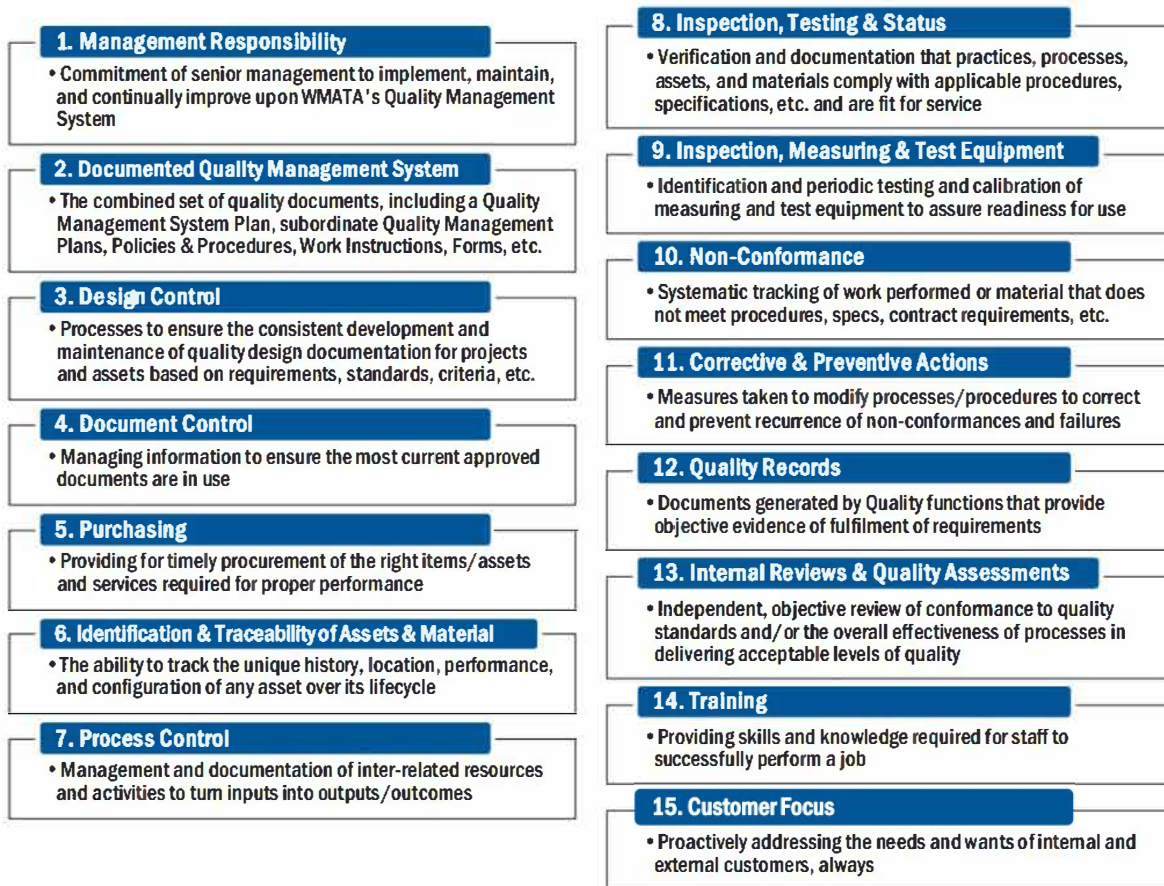 1. Management Responsibility
• Commitment of senior management to implement, maintain,
and continually improve upon WMATA's Quality Management
System
2. Documented Quality Management System
• The combined set of quality documents, including a Quality
Management System Plan, subordinate Quality Management
Plans, Policies & Procedures, Work Instructions, Forms, etc.
3. Design Control
• Processes to ensure the consistent development and
maintenance of quality design documentation for projects
and assets based on requirements, standards, criteria, etc.
4. Document Control
• Managing information to ensure the most current approved
documents are in use
5. Purchasing
• Providing for timely procurement of the right items/assets
and services required for proper performance
6. Identification & Traceability of Assets & Material
• The ability to track the unique history, location, performance,
and configuration of any asset over its lifecycle
7. Process Control
• Management and documentation of inter-related resources
and activities to turn inputs into outputs/outcomes
8. Inspection, Testing & Status
• Verification and documentation that practices, processes,
assets, and materials comply with applicable procedures,
specifications, etc. and are fit for service
9. Inspection, Measuring & Test Equipment
• Identification and periodic testing and calibration of
measuring and test equipment to assure readiness for use
10. Non-Conformance
• Systematic tracking of work performed or material that does
not meet procedures, specs, contract requirements, etc.
11. Corrective & Preventive Actions
• Measures taken to modify processes/procedures to correct
and prevent recurrence of non-conformances and failures
12. Quality Records
• Documents generated by Quality functions that provide
objective evidence of fulfilment of requirements
13. Internal Reviews & Quality Assessments
• Independent, objective review of conformance to quality
standards and/or the overall effectiveness of processes in
delivering acceptable levels of quality
14. Training
• Providing skills and knowledge required for staff to
successfully perform a job
15. Customer Focus
• Proactively addressing the needs and wants of internal and
external customers, always